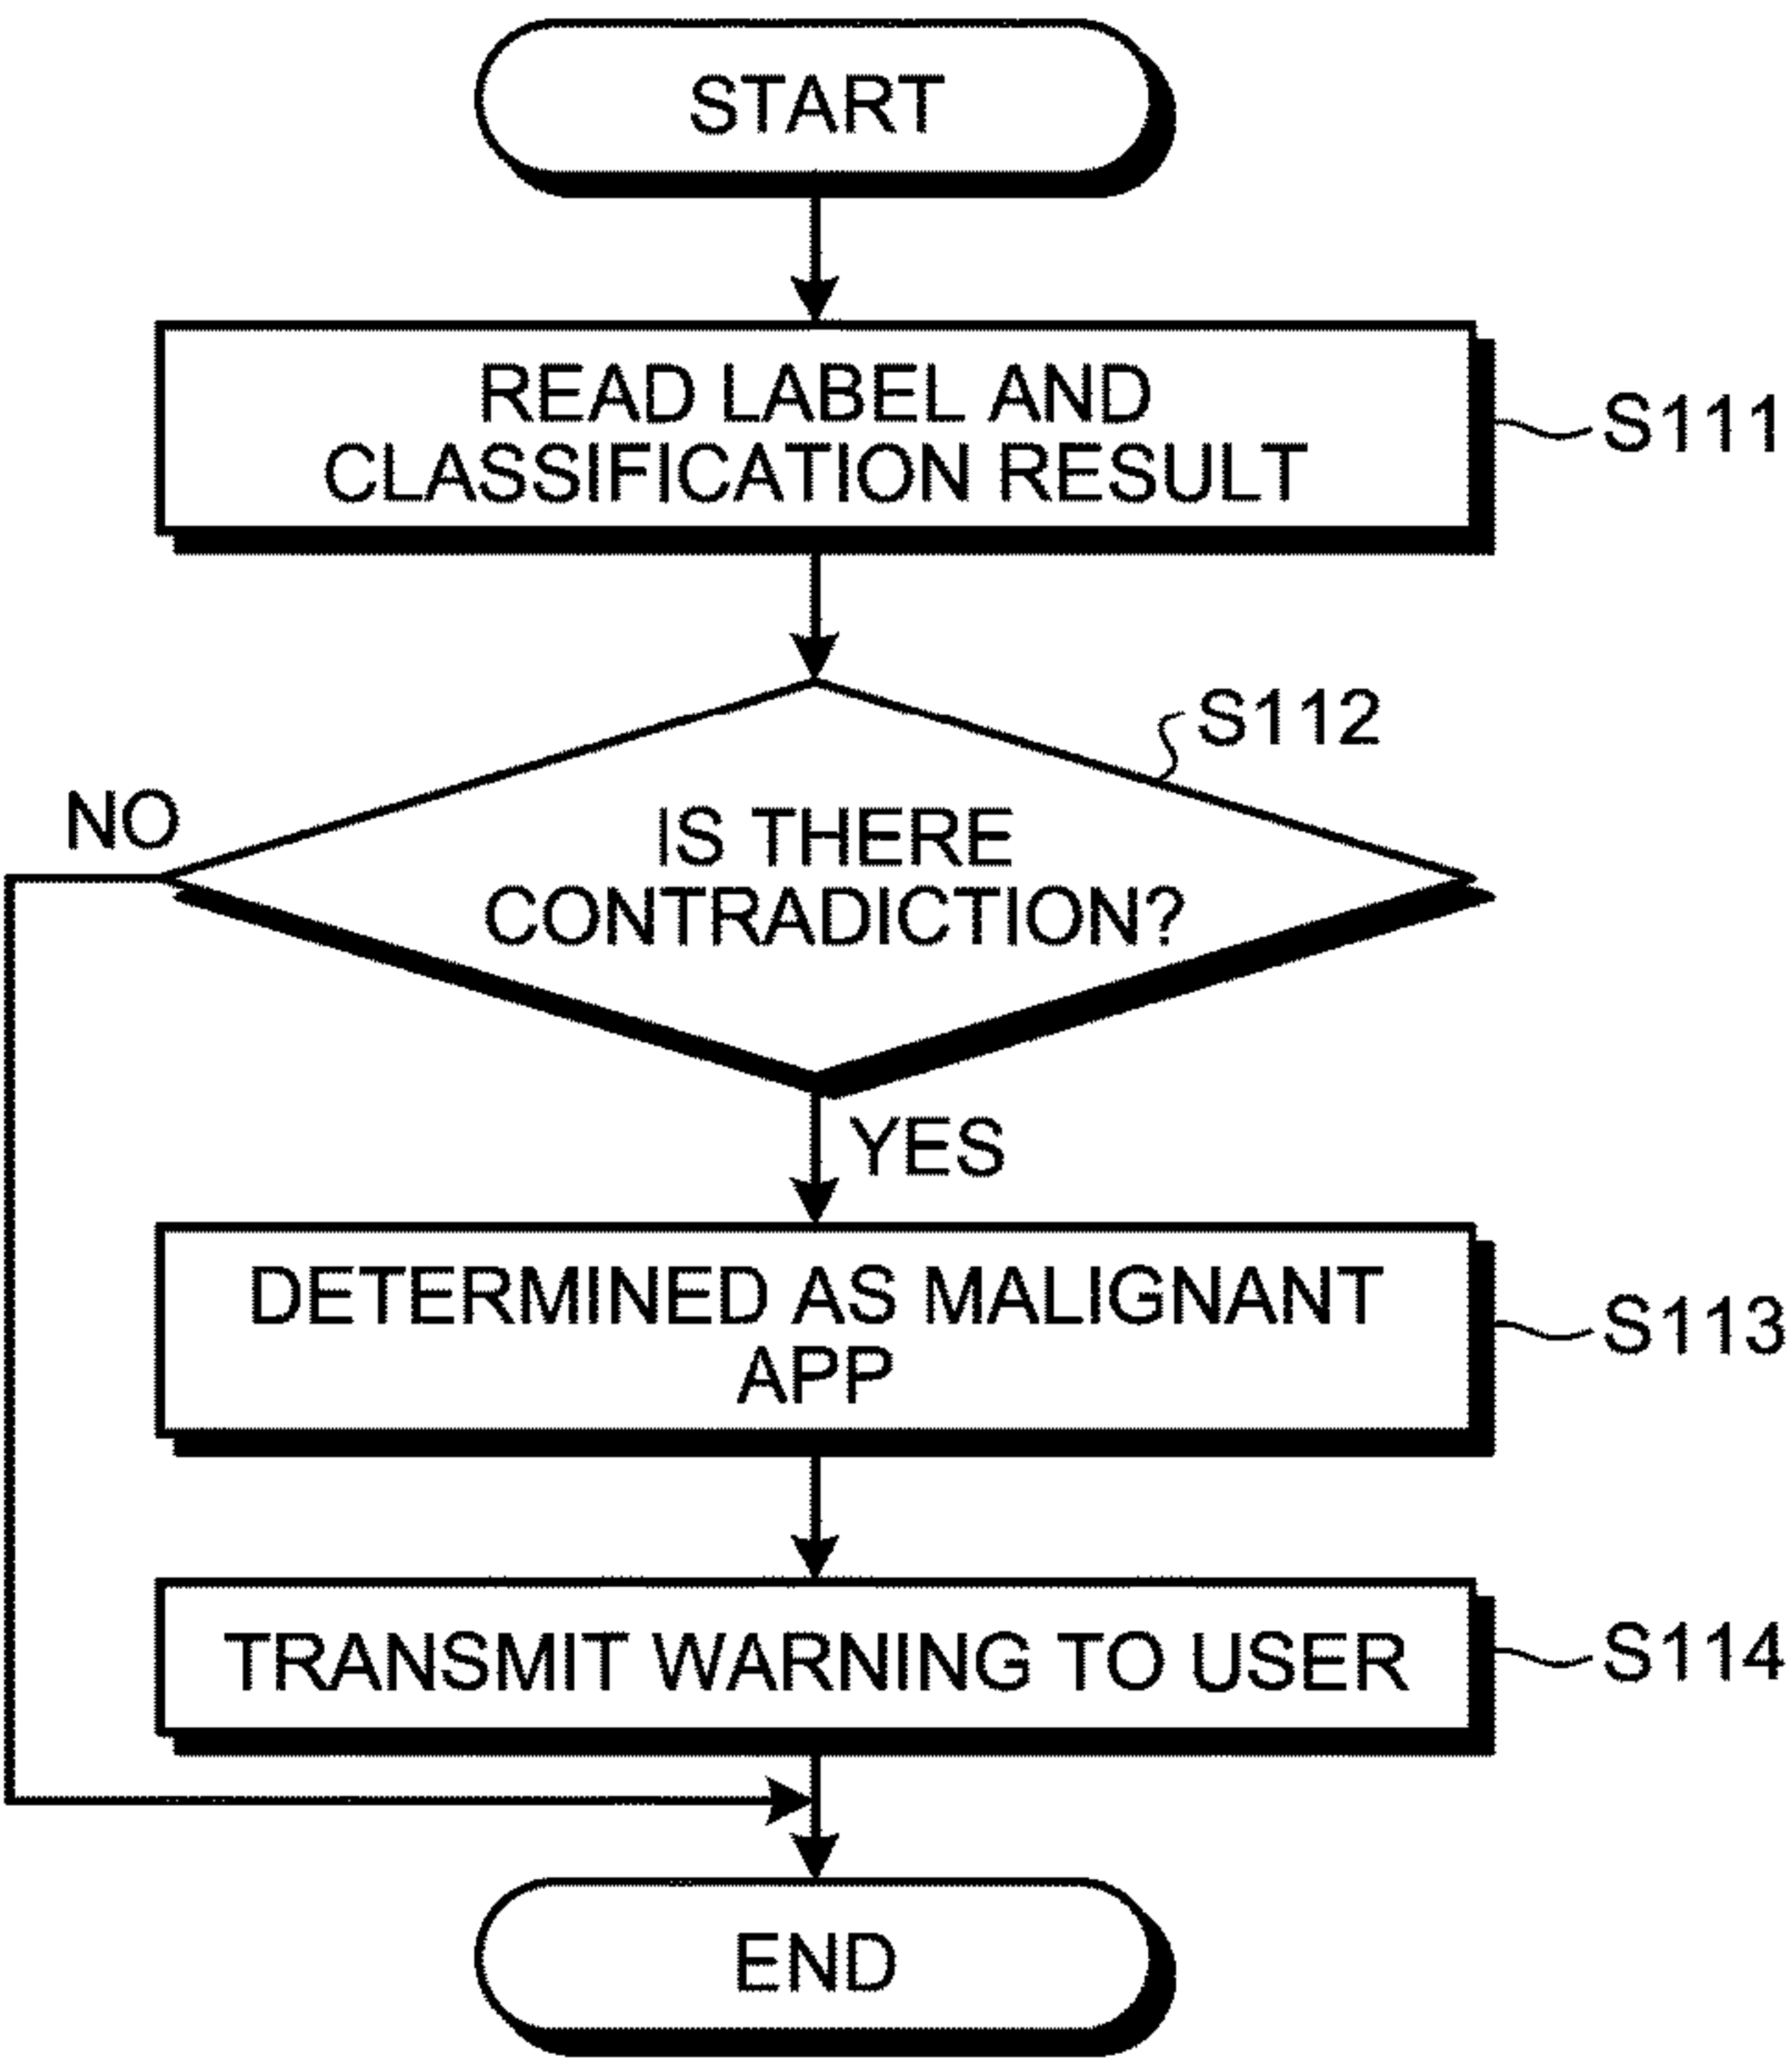 START
READ LABEL AND
CLASSIFICATION RESULT
S111
S112
NO
IS THERE
CONTRADICTION?
YES
DETERMINED AS MALIGNANT
APP
S113
TRANSMIT WARNING TO USER
S114
END